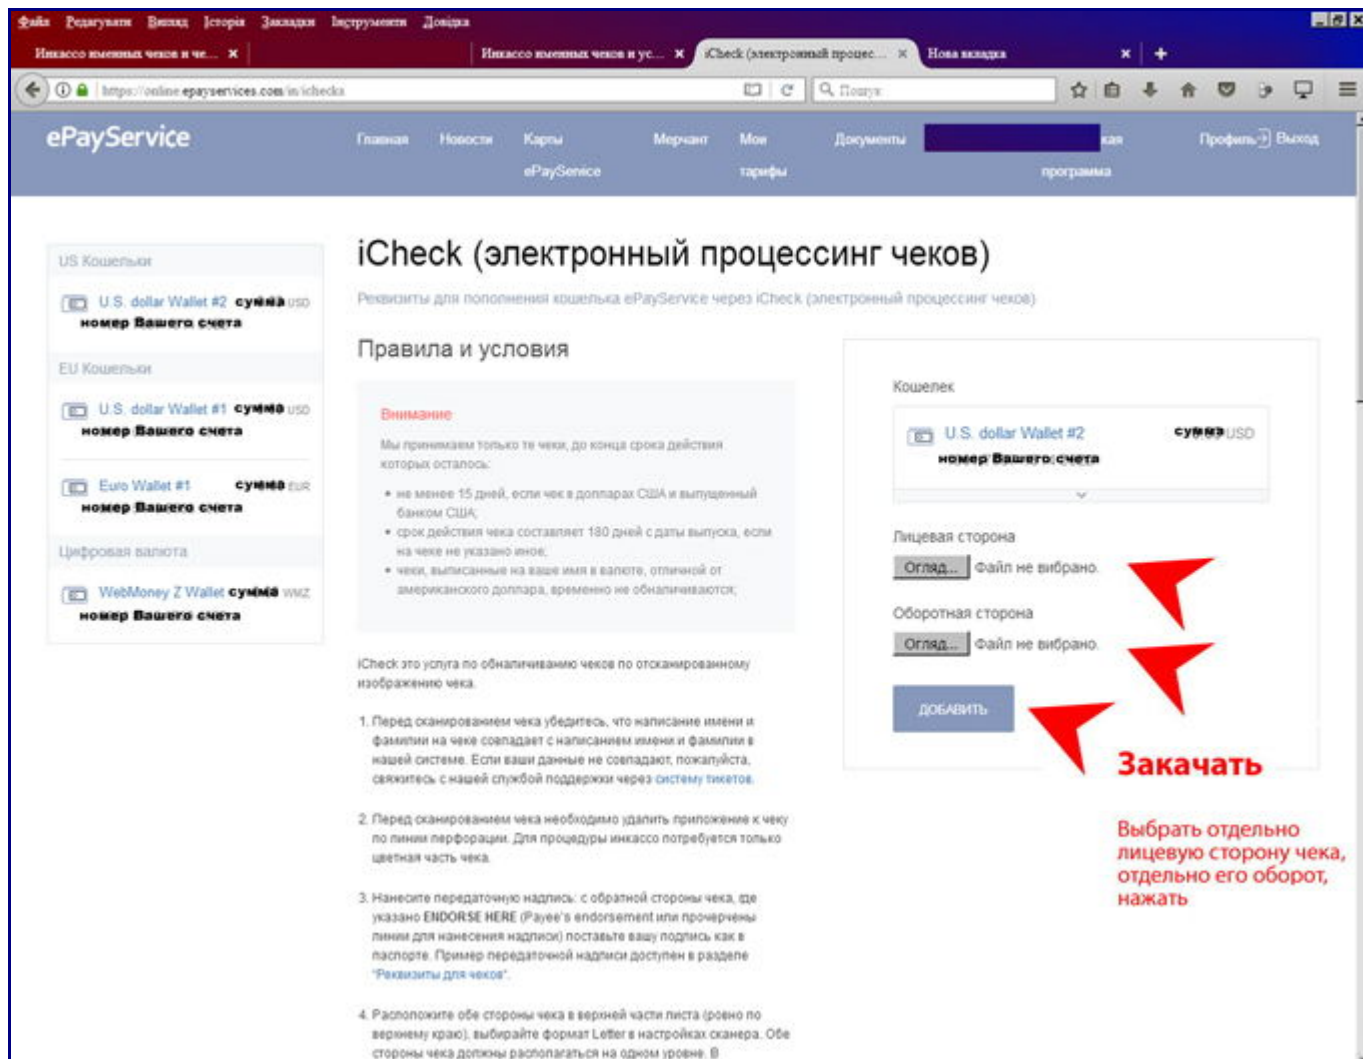 Файл Редагувати Вигляд Історія Закладки Інструменти Довідка
Инкассо именных чеков и че... × Инкассо именных чеков и ус... × iCheck (электронный процес... × Нова вкладка × +
https://online.epayservices.com/in/ichecks Пошук
ePayService Главная Новости Карты Мерчант Мои Документы кая Профиль Выход
ePayService тарифы программа
iCheck (электронный процессинг чеков)
Реквизиты для пополнения кошелька ePayService через iCheck (электронный процессинг чеков)
US Кошельки
U.S. dollar Wallet #2 сумма USD
номер Вашего счета
EU Кошельки
U.S. dollar Wallet #1 сумма USD
номер Вашего счета
Euro Wallet #1 сумма EUR
номер Вашего счета
Цифровая валюта
WebMoney Z Wallet сумма WMZ
номер Вашего счета
Правила и условия
Внимание
Мы принимаем только те чеки, до конца срока действия
которых осталось:
• не менее 15 дней, если чек в долларах США и выпущенный
банком США;
• срок действия чека составляет 180 дней с даты выпуска, если
на чеке не указано иное;
• чеки, выписанные на ваше имя в валюте, отличной от
американского доллара, временно не обналичиваются;
iCheck это услуга по обналичиванию чеков по отсканированному
изображению чека.
1. Перед сканированием чека убедитесь, что написание имени и
фамилии на чеке совпадает с написанием имени и фамилии в
нашей системе. Если ваши данные не совпадают, пожалуйста,
свяжитесь с нашей службой поддержки через систему тикетов.
2. Перед сканированием чека необходимо удалить приложение к чеку
по линии перфорации. Для процедуры инкассо потребуется только
цветная часть чека.
3. Нанесите передаточную надпись: с обратной стороны чека, где
указано ENDORSE HERE (Payee's endorsement или прочерчены
линии для нанесения надписи) поставьте вашу подпись как в
паспорте. Пример передаточной надписи доступен в разделе
"Реквизиты для чеков".
4. Расположите обе стороны чека в верхней части листа (ровно по
верхнему краю), выбирайте формат Letter в настройках сканера. Обе
стороны чека должны располагаться на одном уровне. В
Кошелек
U.S. dollar Wallet #2 сумма USD
номер Вашего счета
Лицевая сторона
Огляд... Файл не вибрано.
Оборотная сторона
Огляд... Файл не вибрано.
ДОБАВИТЬ
Закачать
Выбрать отдельно
лицевую сторону чека,
отдельно его оборот,
нажать